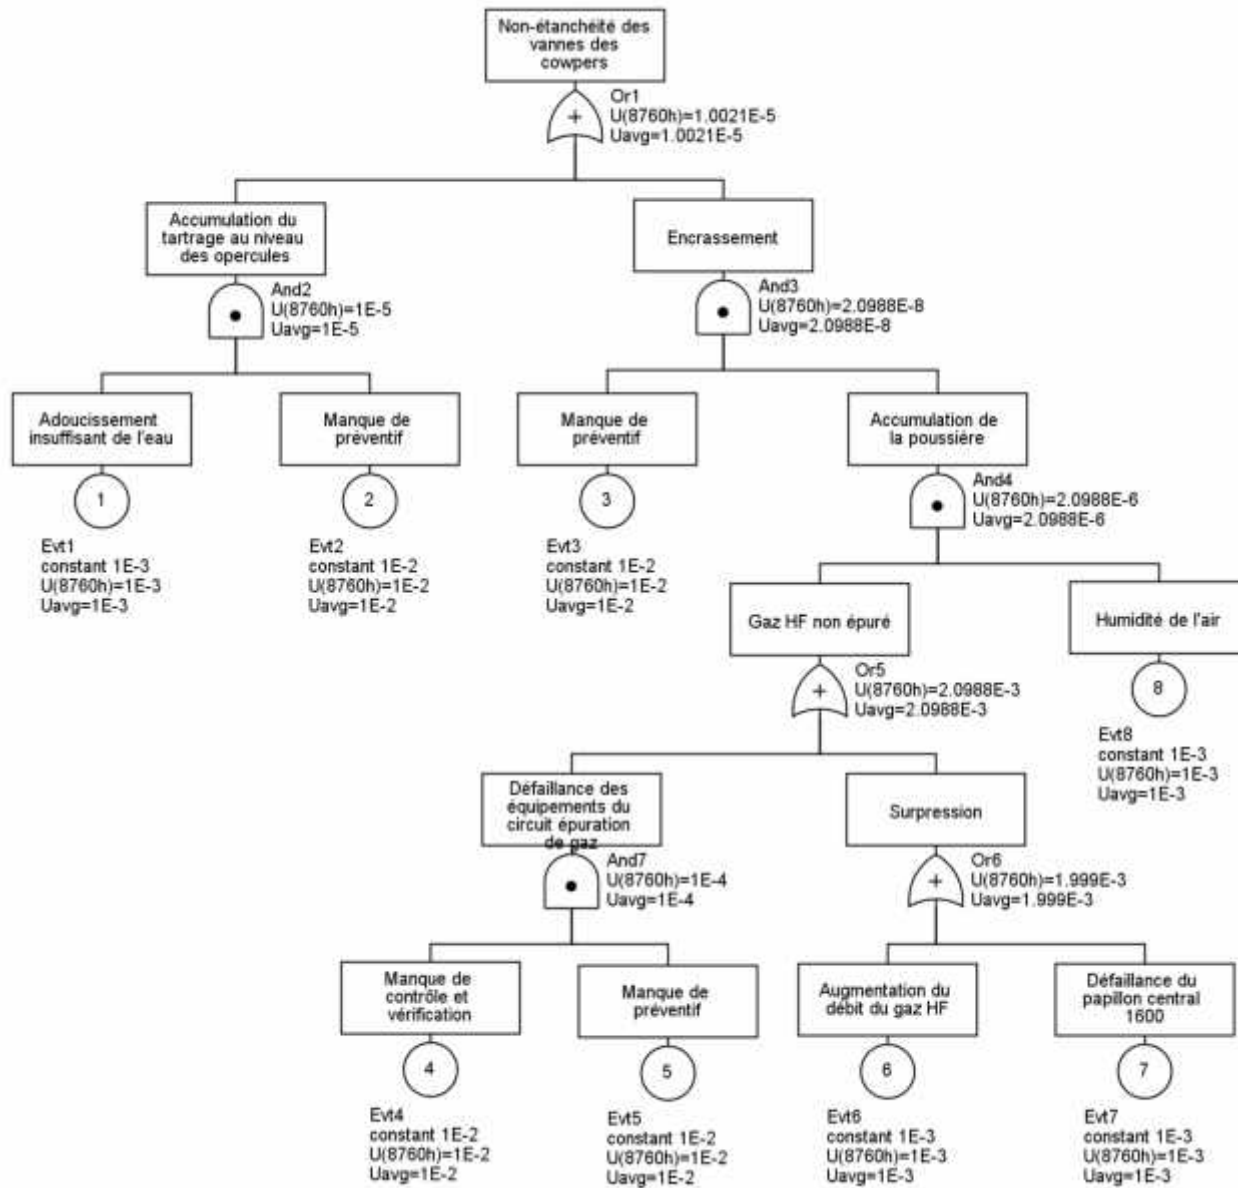 Non-étanchéité des
vannes des
cowpers
Or1
U(8760h)=1.0021E-5
Uavg=1.0021E-5
+
Accumulation du
tartrage au niveau
des opercules
Encrassement
And2
U(8760h)=1E-5
Uavg=1E-5
And3
U(8760h)=2.0988E-8
Uavg=2.0988E-8
Adoucissement
insuffisant de l'eau
Manque de
préventif
Manque de
préventif
Accumulation de
la poussière
1
2
3
And4
U(8760h)=2.0988E-6
Uavg=2.0988E-6
Evt1
constant 1E-3
U(8760h)=1E-3
Uavg=1E-3
Evt2
constant 1E-2
U(8760h)=1E-2
Uavg=1E-2
Evt3
constant 1E-2
U(8760h)=1E-2
Uavg=1E-2
Gaz HF non épuré
Humidité de l'air
Or5
U(8760h)=2.0988E-3
Uavg=2.0988E-3
+
8
Evt8
constant 1E-3
U(8760h)=1E-3
Uavg=1E-3
Défaillance des
équipements du
circuit épuration
de gaz
Surpression
And7
U(8760h)=1E-4
Uavg=1E-4
Or6
U(8760h)=1.999E-3
Uavg=1.999E-3
+
Manque de
contrôle et
vérification
Manque de
préventif
Augmentation du
débit du gaz HF
Défaillance du
papillon central
1600
4
5
6
7
Evt4
constant 1E-2
U(8760h)=1E-2
Uavg=1E-2
Evt5
constant 1E-2
U(8760h)=1E-2
Uavg=1E-2
Evt6
constant 1E-3
U(8760h)=1E-3
Uavg=1E-3
Evt7
constant 1E-3
U(8760h)=1E-3
Uavg=1E-3